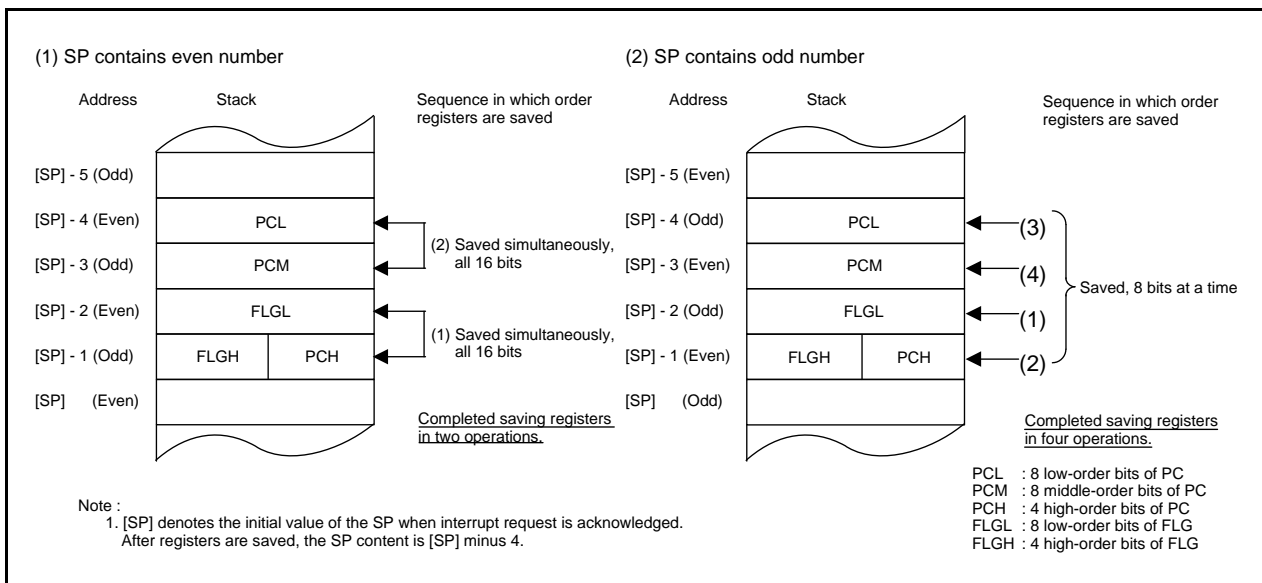 (1) SP contains even number
Address Stack Sequence in which order
registers are saved
[SP] - 5 (Odd)
[SP] - 4 (Even) PCL
(2) Saved simultaneously,
all 16 bits
[SP] - 3 (Odd) PCM
[SP] - 2 (Even) FLGL
(1) Saved simultaneously,
all 16 bits
[SP] - 1 (Odd) FLGH PCH
[SP] (Even)
Completed saving registers
in two operations.
(2) SP contains odd number
Address Stack Sequence in which order
registers are saved
[SP] - 5 (Even)
[SP] - 4 (Odd) PCL (3)
[SP] - 3 (Even) PCM (4)
Saved, 8 bits at a time
[SP] - 2 (Odd) FLGL (1)
[SP] - 1 (Even) FLGH PCH (2)
[SP] (Odd)
Completed saving registers
in four operations.
PCL : 8 low-order bits of PC
PCM : 8 middle-order bits of PC
PCH : 4 high-order bits of PC
FLGL : 8 low-order bits of FLG
FLGH : 4 high-order bits of FLG
Note :
1. [SP] denotes the initial value of the SP when interrupt request is acknowledged.
After registers are saved, the SP content is [SP] minus 4.